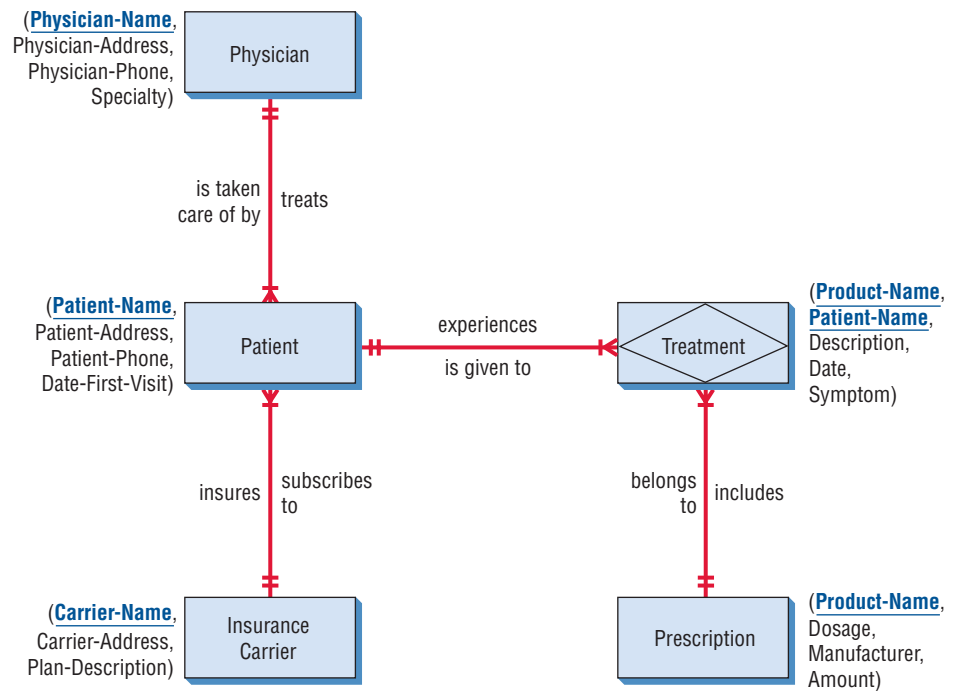 (Physician-Name,
Physician-Address,
Physician-Phone,
Specialty)
Physician
is taken
care of by
treats
(Patient-Name,
Patient-Address,
Patient-Phone,
Date-First-Visit)
Patient
experiences
is given to
Treatment
(Product-Name,
Patient-Name,
Description,
Date,
Symptom)
insures
subscribes
to
belongs
to
includes
(Carrier-Name,
Carrier-Address,
Plan-Description)
Insurance
Carrier
Prescription
(Product-Name,
Dosage,
Manufacturer,
Amount)